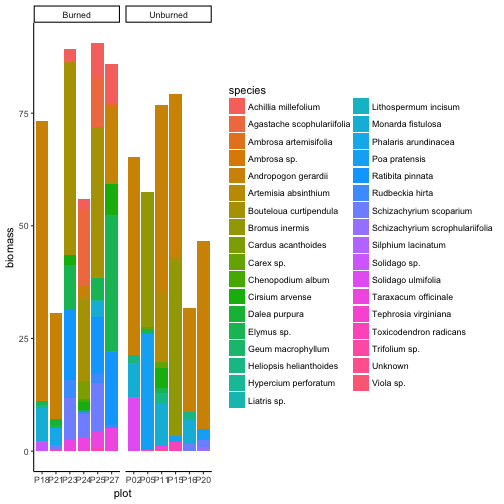 Burned Unburned
75
50
25
0
biomass
P18 P21 P23 P24 P25 P27 P02 P05 P11 P15 P16 P20
plot
species
Achillia millefolium
Agastache scophulariifolia
Ambrosa artemisifolia
Ambrosa sp.
Andropogon gerardii
Artemisia absinthium
Bouteloua curtipendula
Bromus inermis
Cardus acanthoides
Carex sp.
Chenopodium album
Cirsium arvense
Dalea purpura
Elymus sp.
Geum macrophyllum
Heliopsis helianthoides
Hypercium perforatum
Liatris sp.
Lithospermum incisum
Monarda fistulosa
Phalaris arundinacea
Poa pratensis
Ratibita pinnata
Rudbeckia hirta
Schizachyrium scoparium
Schizachyrium scrophulariifolia
Silphium lacinatum
Solidago sp.
Solidago ulmifolia
Taraxacum officinale
Tephrosia virginiana
Toxicodendron radicans
Trifolium sp.
Unknown
Viola sp.